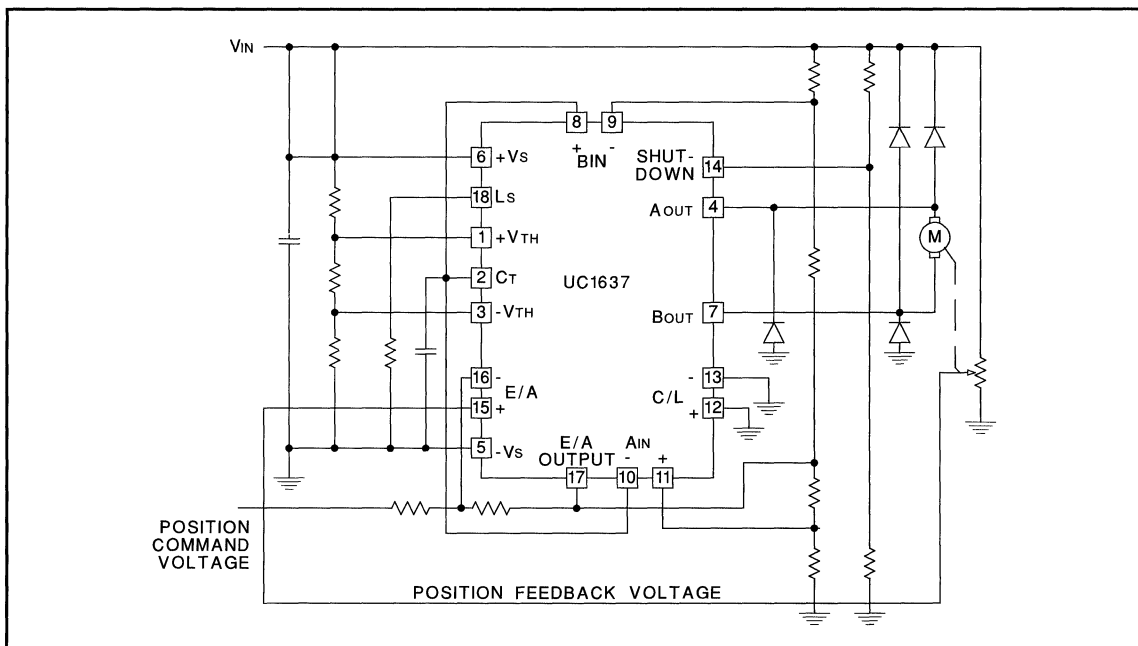 VIN
8 9
+ BIN -
6 +VS
SHUT-
DOWN 14
18 LS
AOUT 4
1 +VTH
M
2 CT
UC1637
3 -VTH
BOUT 7
16 -
E/A
15 +
- 13
C/L
+ 12
5 -VS
E/A
OUTPUT
AIN
- +
17 10 11
POSITION
COMMAND
VOLTAGE
POSITION FEEDBACK VOLTAGE